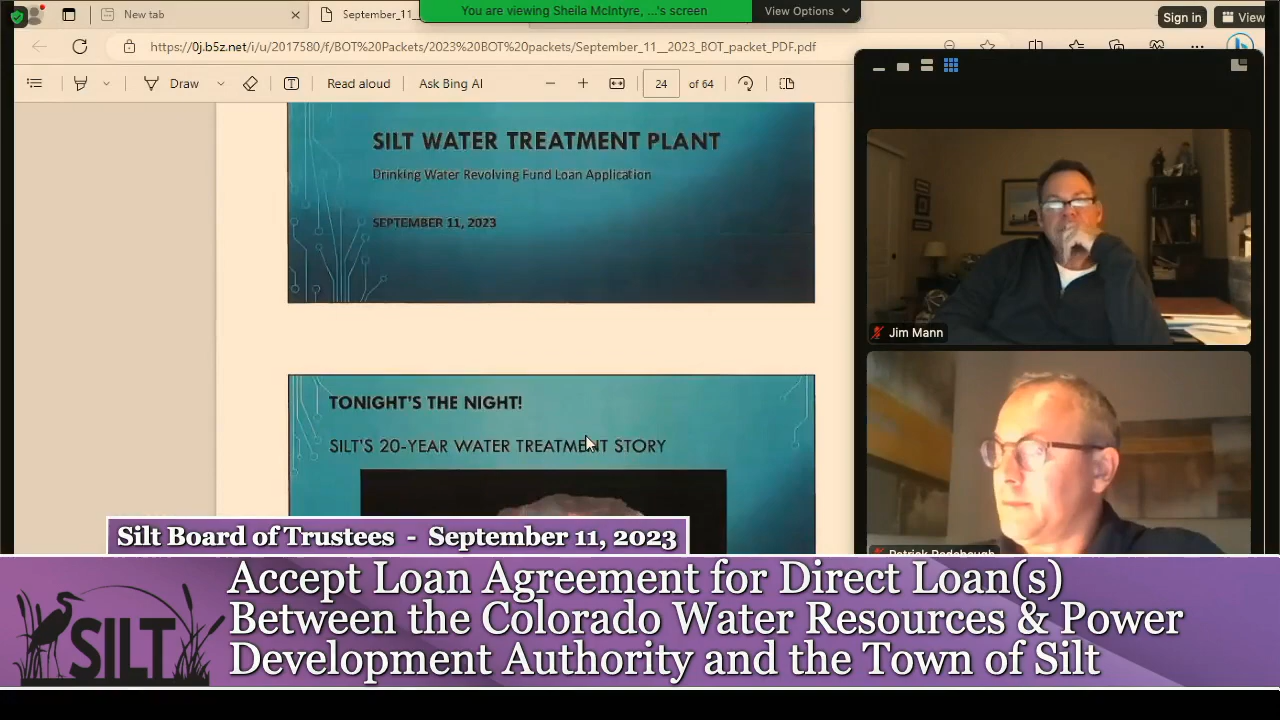 New tab
September_11_
You are viewing Sheila McIntyre, ...'s screen
View Options
Sign in
View
https://0j.b5z.net/i/u/2017580/f/BOT%20Packets/2023%20BOT%20packets/September_11__2023_BOT_packet_PDF.pdf
Draw
Read aloud
Ask Bing AI
24
of 64
SILT WATER TREATMENT PLANT
Drinking Water Revolving Fund Loan Application
SEPTEMBER 11, 2023
Jim Mann
TONIGHT'S THE NIGHT!
SILT'S 20-YEAR WATER TREATMENT STORY
Silt Board of Trustees - September 11, 2023
SILT
Accept Loan Agreement for Direct Loan(s)
Between the Colorado Water Resources & Power
Development Authority and the Town of Silt